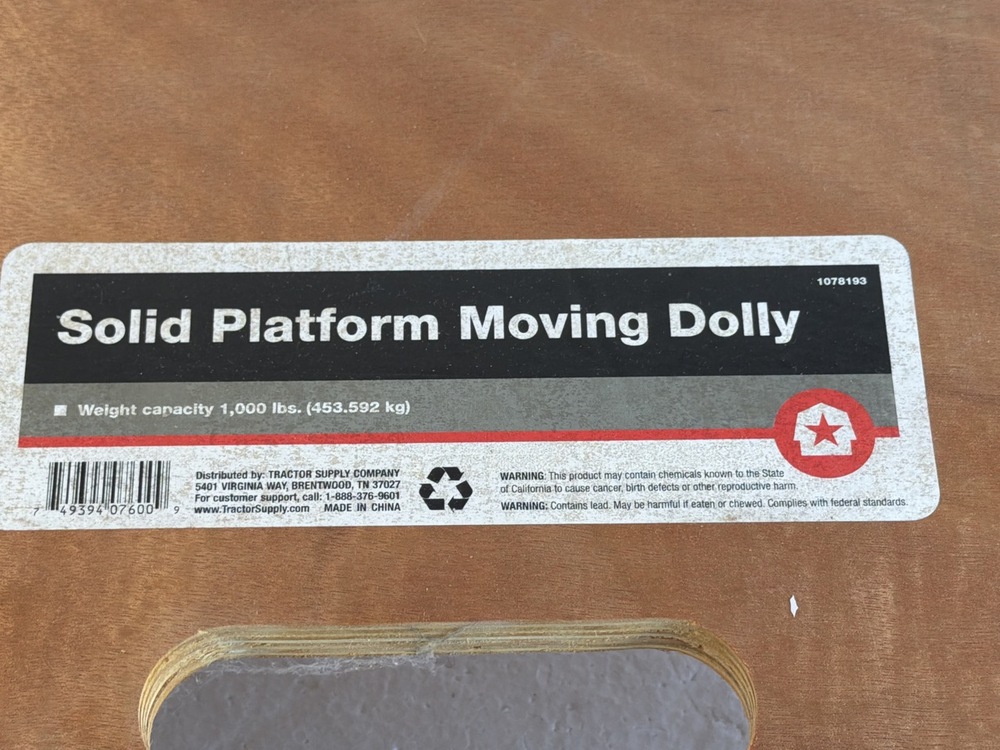 1078193
Solid Platform Moving Dolly
Weight capacity 1,000 lbs. (453.592 kg)
Distributed by: TRACTOR SUPPLY COMPANY
5401 VIRGINIA WAY, BRENTWOOD, TN 37027
For customer support, call: 1-888-376-9601
www.TractorSupply.com MADE IN CHINA
WARNING: This product may contain chemicals known to the State
of California to cause cancer, birth defects or other reproductive harm.
WARNING: Contains lead. May be harmful if eaten or chewed. Complies with federal standards.
7 49394 07600 9